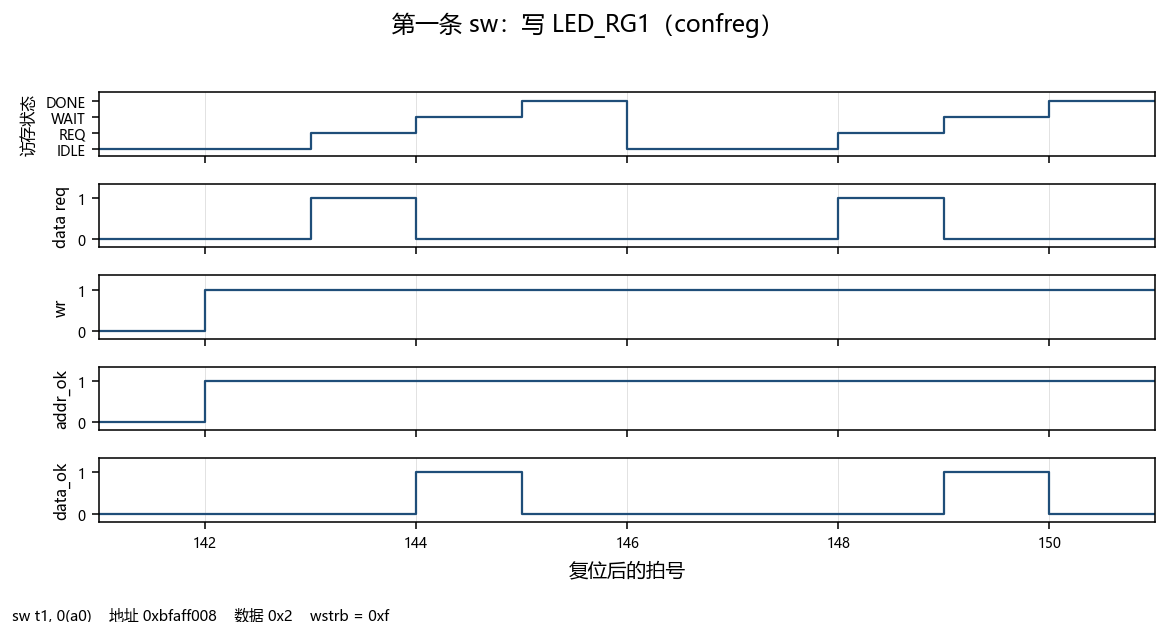 第一条 sw：写 LED_RG1（confreg）
访存状态
DONE
WAIT
REQ
IDLE
data req
1
0
wr
1
0
addr_ok
1
0
data_ok
1
0
142 144 146 148 150
复位后的拍号
sw t1, 0(a0) 地址 0xbfaff008 数据 0x2 wstrb = 0xf